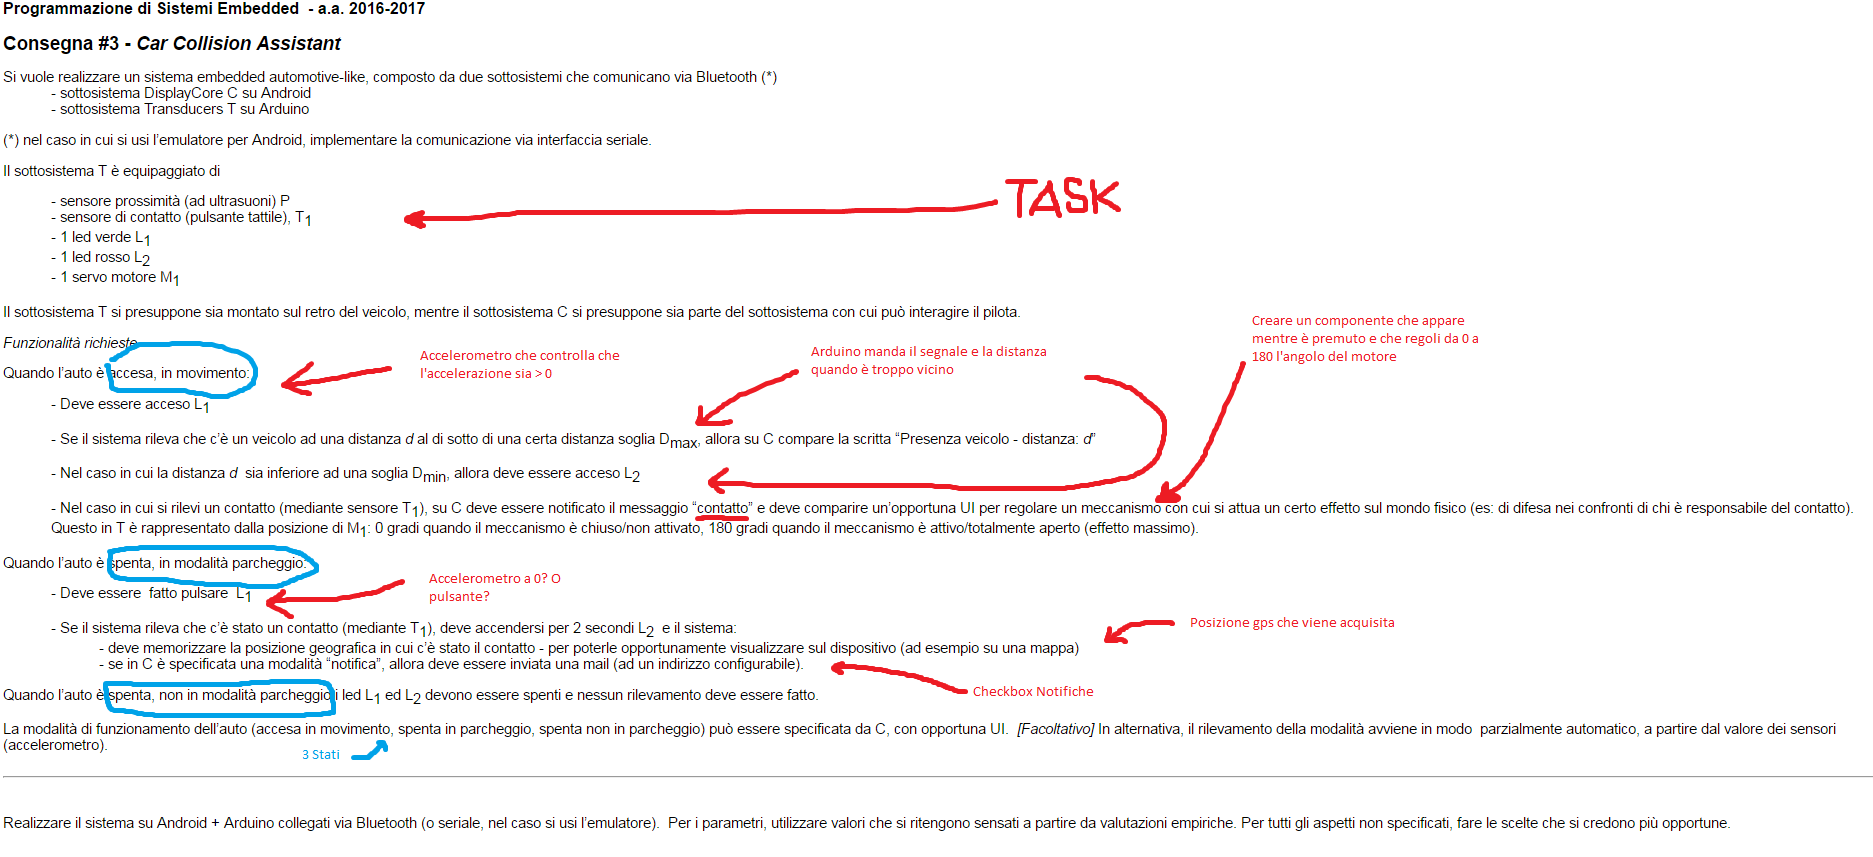 Programmazione di Sistemi Embedded - a.a. 2016-2017
Consegna #3 - Car Collision Assistant
Si vuole realizzare un sistema embedded automotive-like, composto da due sottosistemi che comunicano via Bluetooth (*)
- sottosistema DisplayCore C su Android
- sottosistema Transducers T su Arduino
(*) nel caso in cui si usi l'emulatore per Android, implementare la comunicazione via interfaccia seriale.
Il sottosistema T è equipaggiato di
- sensore prossimità (ad ultrasuoni) P
- sensore di contatto (pulsante tattile), T1
TASK
- 1 led verde L1
- 1 led rosso L2
- 1 servo motore M1
Il sottosistema T si presuppone sia montato sul retro del veicolo, mentre il sottosistema C si presuppone sia parte del sottosistema con cui può interagire il pilota.
Creare un componente che appare
mentre è premuto e che regoli da 0 a
180 l'angolo del motore
Funzionalità richieste
Accelerometro che controlla che
l'accelerazione sia > 0
Arduino manda il segnale e la distanza
quando è troppo vicino
Quando l'auto è accesa, in movimento:
- Deve essere acceso L1
- Se il sistema rileva che c'è un veicolo ad una distanza d al di sotto di una certa distanza soglia Dmax, allora su C compare la scritta “Presenza veicolo - distanza: d”
- Nel caso in cui la distanza d sia inferiore ad una soglia Dmin, allora deve essere acceso L2
- Nel caso in cui si rilevi un contatto (mediante sensore T1), su C deve essere notificato il messaggio “contatto” e deve comparire un'opportuna UI per regolare un meccanismo con cui si attua un certo effetto sul mondo fisico (es: di difesa nei confronti di chi è responsabile del contatto).
Questo in T è rappresentato dalla posizione di M1: 0 gradi quando il meccanismo è chiuso/non attivato, 180 gradi quando il meccanismo è attivo/totalmente aperto (effetto massimo).
Quando l'auto è spenta, in modalità parcheggio:
Accelerometro a 0? O
pulsante?
- Deve essere fatto pulsare L1
- Se il sistema rileva che c'è stato un contatto (mediante T1), deve accendersi per 2 secondi L2 e il sistema:
Posizione gps che viene acquisita
- deve memorizzare la posizione geografica in cui c'è stato il contatto - per poterle opportunamente visualizzare sul dispositivo (ad esempio su una mappa)
- se in C è specificata una modalità “notifica”, allora deve essere inviata una mail (ad un indirizzo configurabile).
Checkbox Notifiche
Quando l'auto è spenta, non in modalità parcheggio i led L1 ed L2 devono essere spenti e nessun rilevamento deve essere fatto.
La modalità di funzionamento dell'auto (accesa in movimento, spenta in parcheggio, spenta non in parcheggio) può essere specificata da C, con opportuna UI. [Facoltativo] In alternativa, il rilevamento della modalità avviene in modo parzialmente automatico, a partire dal valore dei sensori
(accelerometro).
3 Stati
Realizzare il sistema su Android + Arduino collegati via Bluetooth (o seriale, nel caso si usi l'emulatore). Per i parametri, utilizzare valori che si ritengono sensati a partire da valutazioni empiriche. Per tutti gli aspetti non specificati, fare le scelte che si credono più opportune.